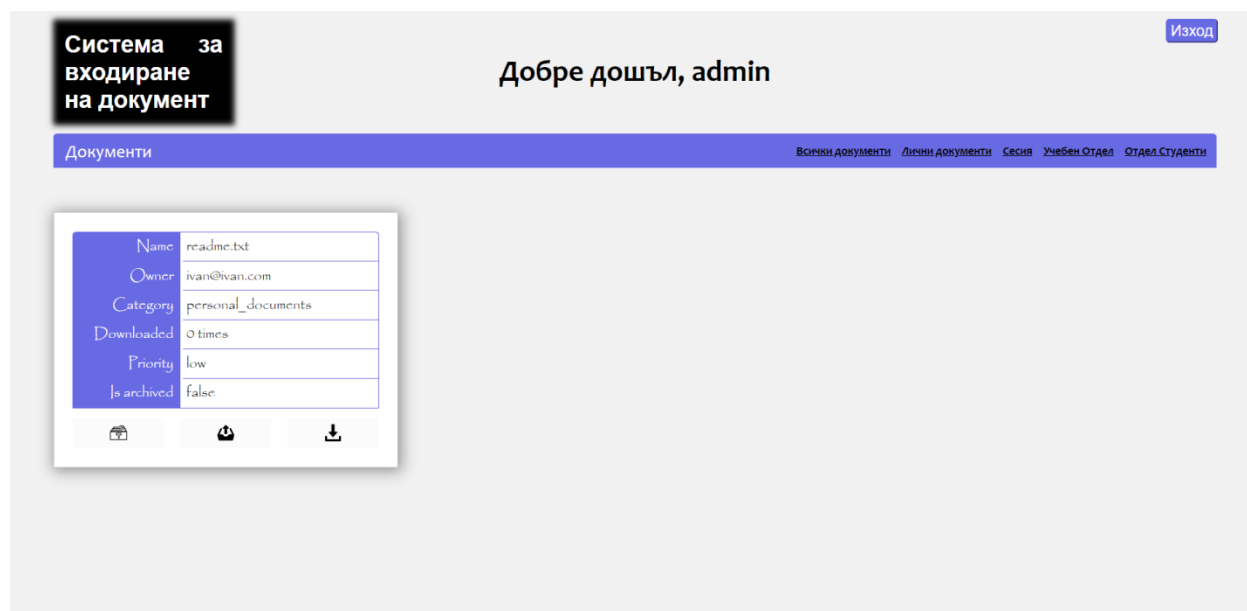 Система за
входиране
на документ
Изход
Добре дошъл, admin
Документи
Всички документи Лични документи Сесия Учебен Отдел Отдел Студенти
Name readme.txt
Owner ivan@ivan.com
Category personal_documents
Downloaded 0 times
Priority low
Is archived false